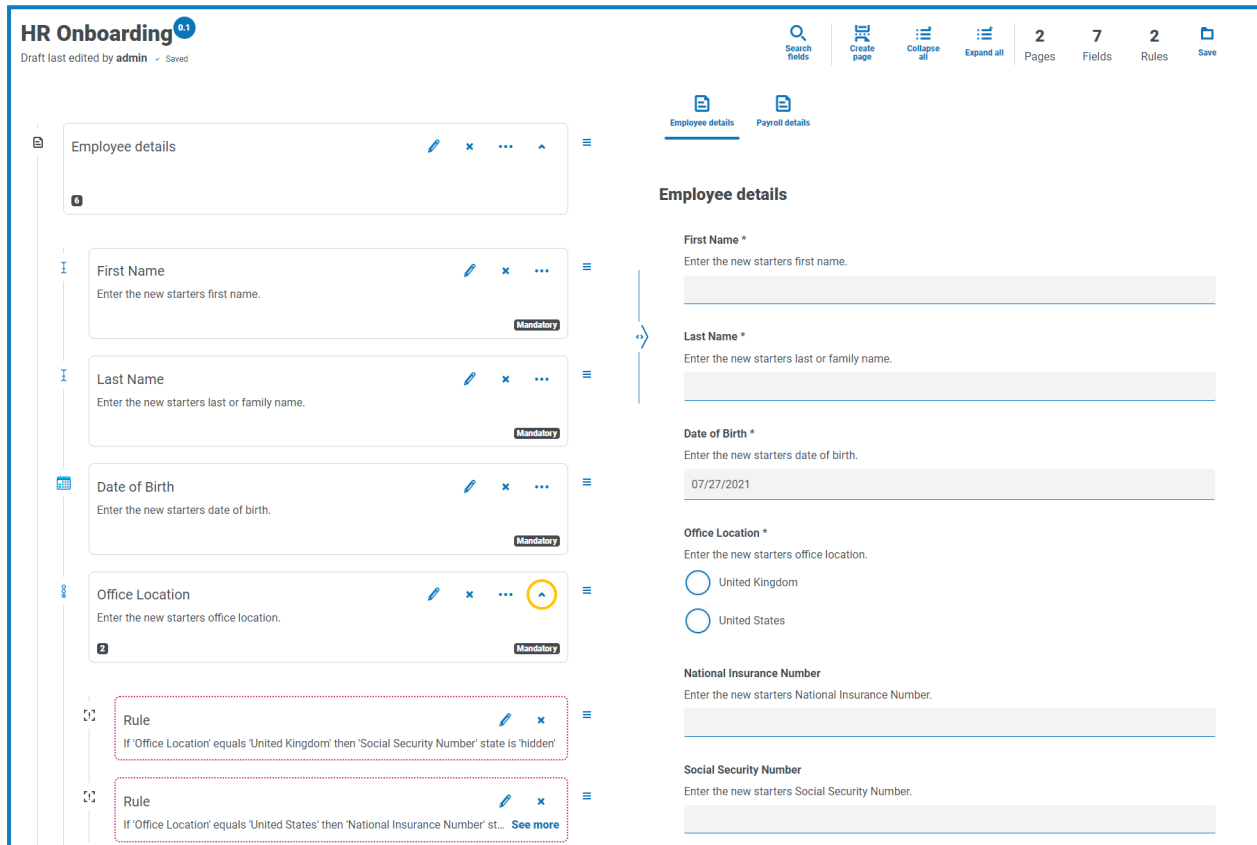 HR Onboarding 0.1
Draft last edited by admin ✓ Saved
Search fields
Create page
Collapse all
Expand all
2 Pages
7 Fields
2 Rules
Save
Employee details
6
First Name
Enter the new starters first name.
Mandatory
Last Name
Enter the new starters last or family name.
Mandatory
Date of Birth
Enter the new starters date of birth.
Mandatory
Office Location
Enter the new starters office location.
2 Mandatory
Rule
If 'Office Location' equals 'United Kingdom' then 'Social Security Number' state is 'hidden'
Rule
If 'Office Location' equals 'United States' then 'National Insurance Number' st... See more
Employee details
Payroll details
Employee details
First Name *
Enter the new starters first name.
Last Name *
Enter the new starters last or family name.
Date of Birth *
Enter the new starters date of birth.
07/27/2021
Office Location *
Enter the new starters office location.
United Kingdom
United States
National Insurance Number
Enter the new starters National Insurance Number.
Social Security Number
Enter the new starters Social Security Number.